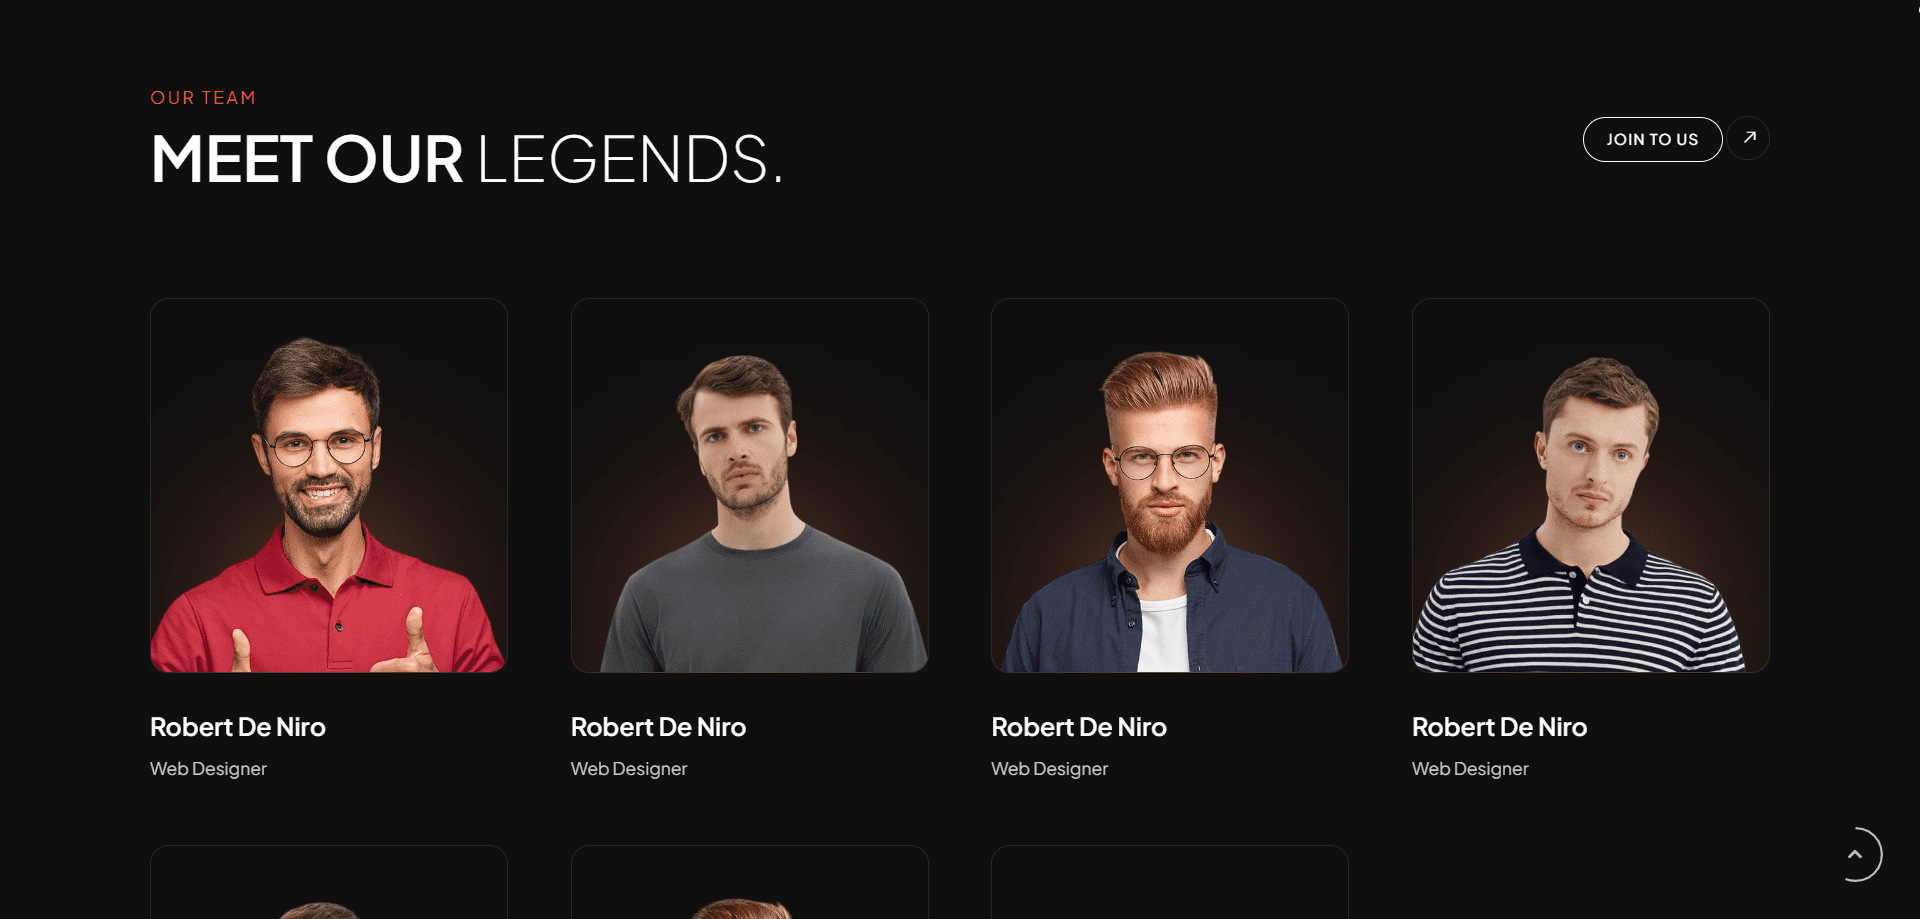 OUR TEAM
MEET OUR LEGENDS.
JOIN TO US
Robert De Niro
Web Designer
Robert De Niro
Web Designer
Robert De Niro
Web Designer
Robert De Niro
Web Designer